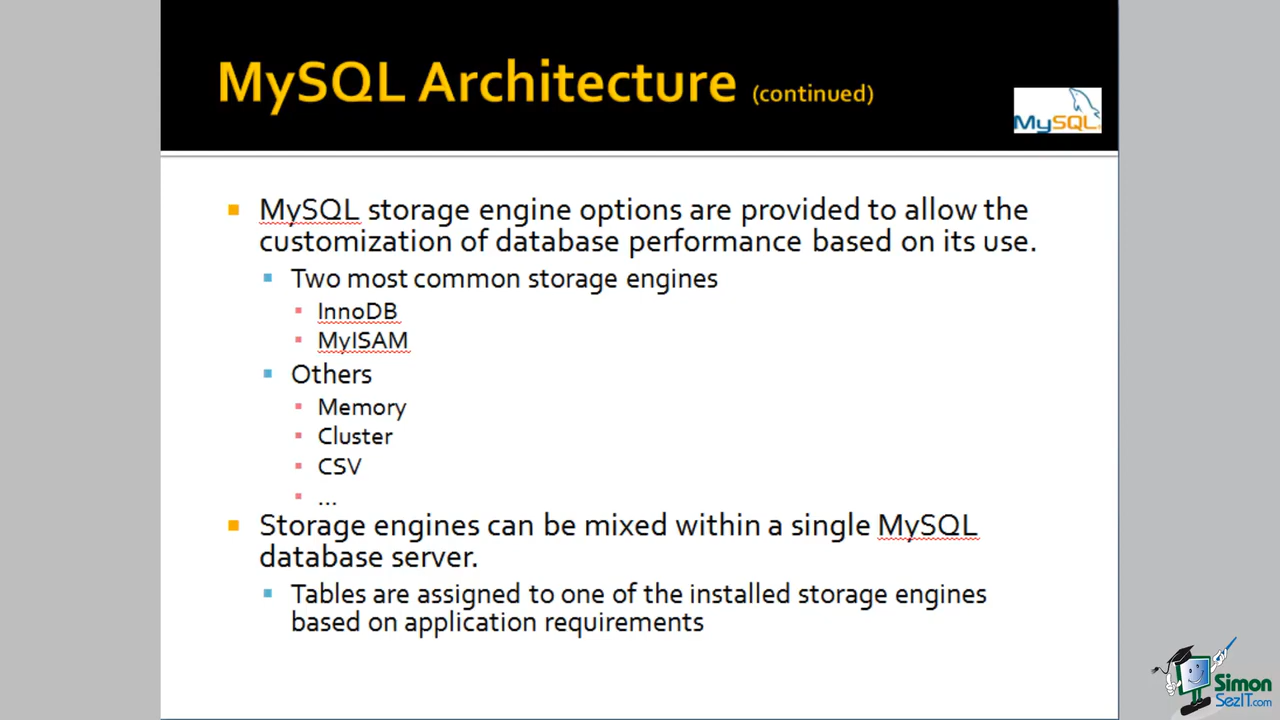 MySQL Architecture (continued)
MySQL
MySQL storage engine options are provided to allow the
customization of database performance based on its use.
Two most common storage engines
InnoDB
MyISAM
Others
Memory
Cluster
CSV
...
Storage engines can be mixed within a single MySQL
database server.
Tables are assigned to one of the installed storage engines
based on application requirements
Simon
SezIT.com